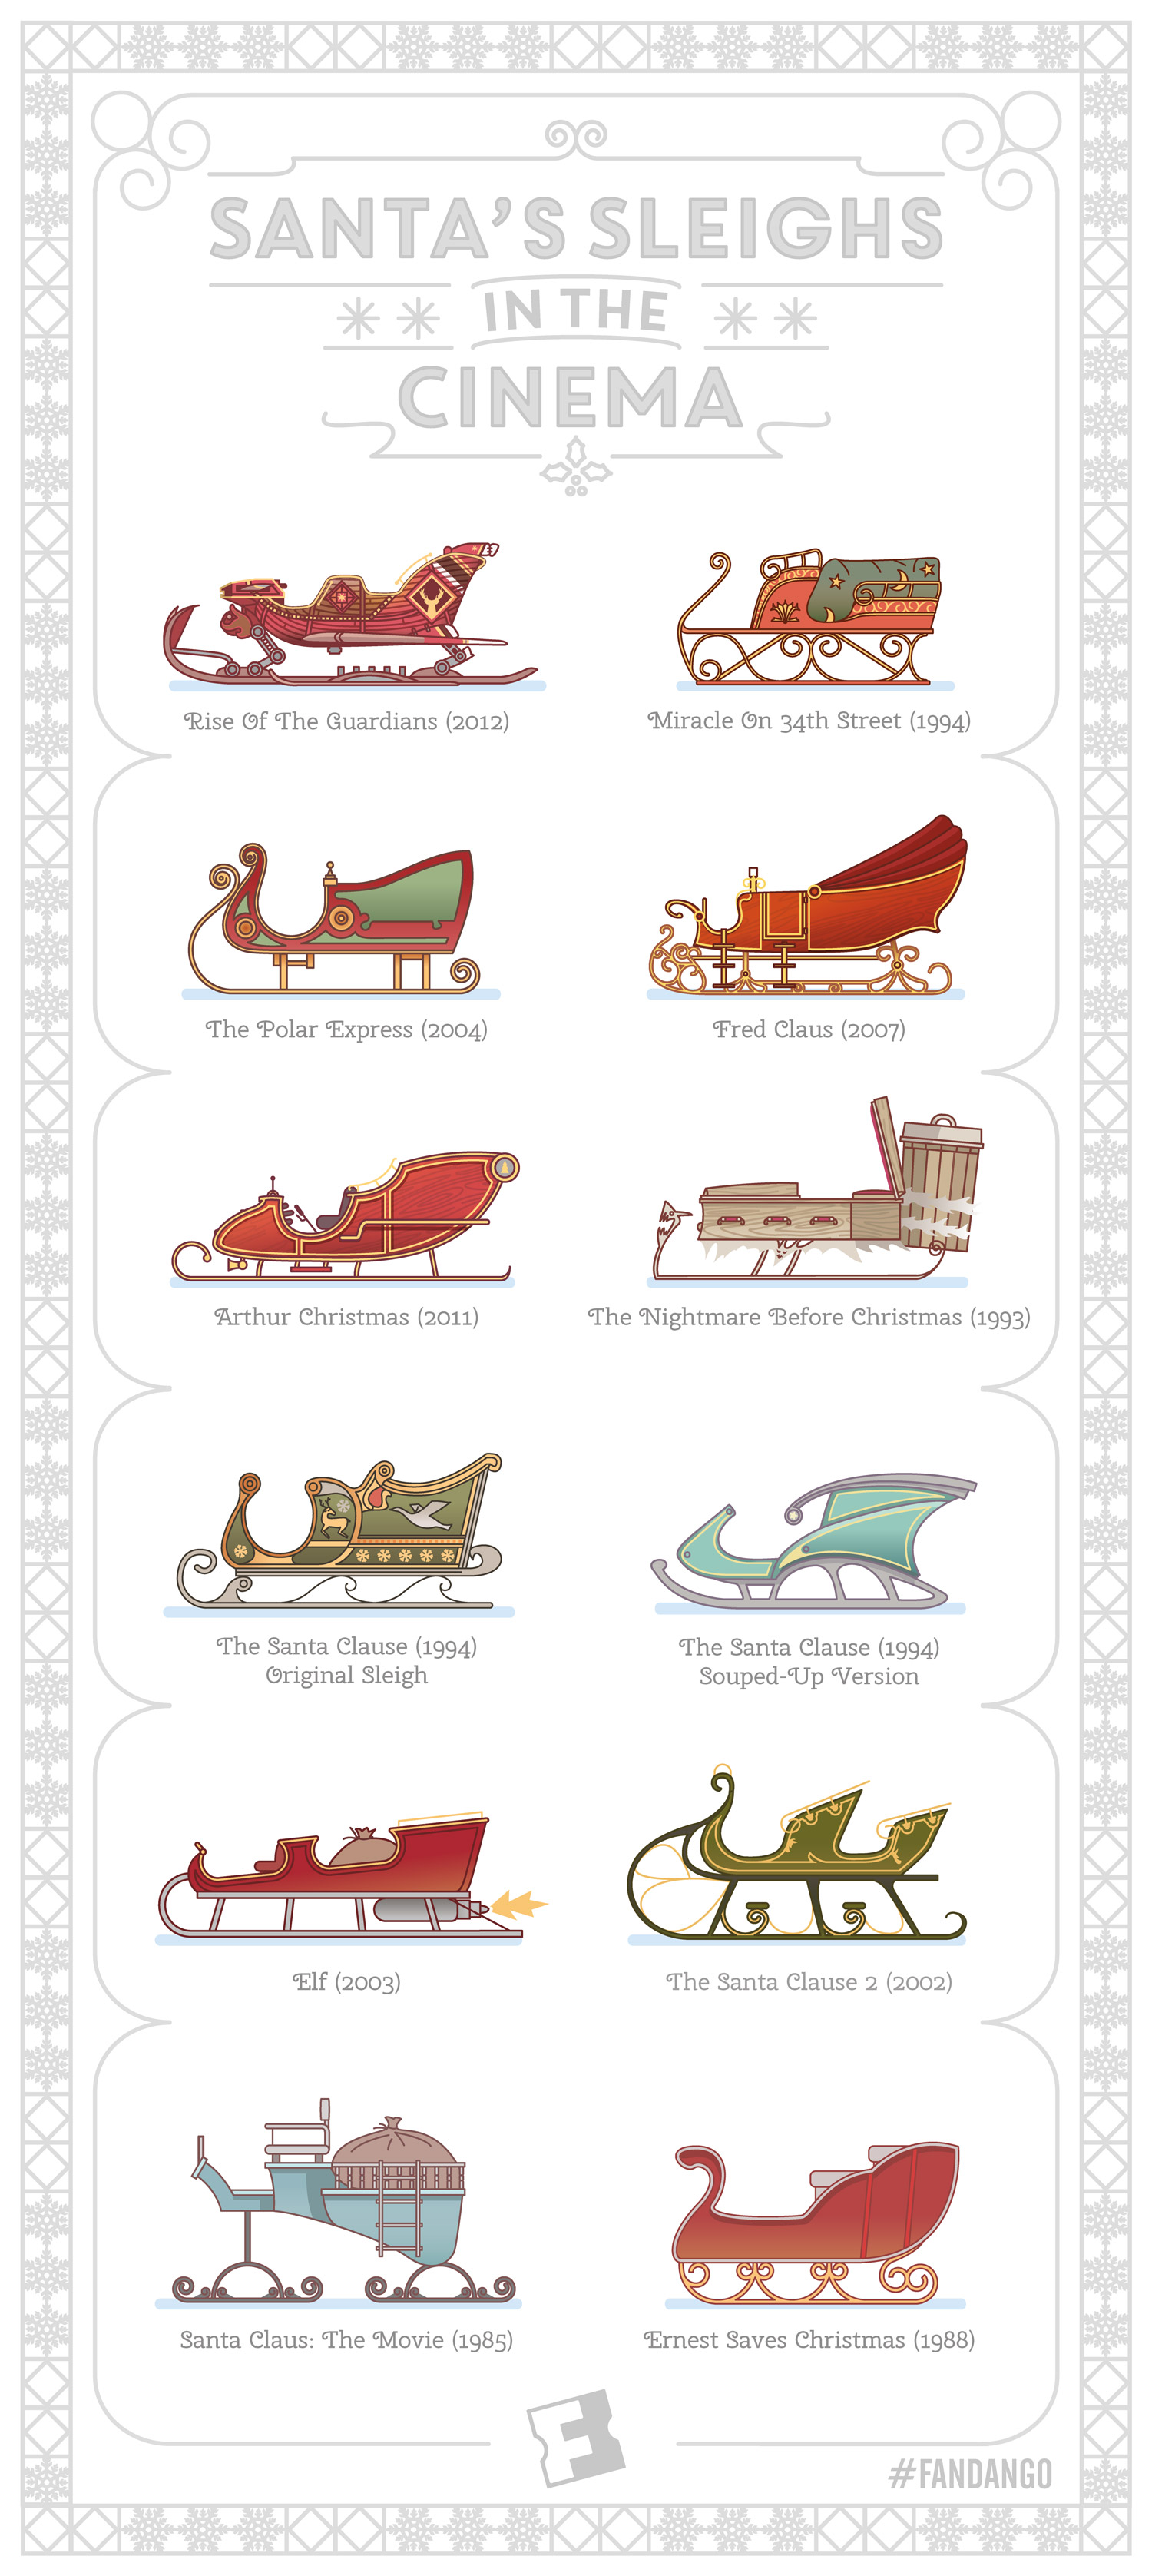 SANTA'S SLEIGHS
IN THE
CINEMA
Rise Of The Guardians (2012)
Miracle On 34th Street (1994)
The Polar Express (2004)
Fred Claus (2007)
Arthur Christmas (2011)
The Nightmare Before Christmas (1993)
The Santa Clause (1994)
Original Sleigh
The Santa Clause (1994)
Souped-Up Version
Elf (2003)
The Santa Clause 2 (2002)
Santa Claus: The Movie (1985)
Ernest Saves Christmas (1988)
F
#FANDANGO